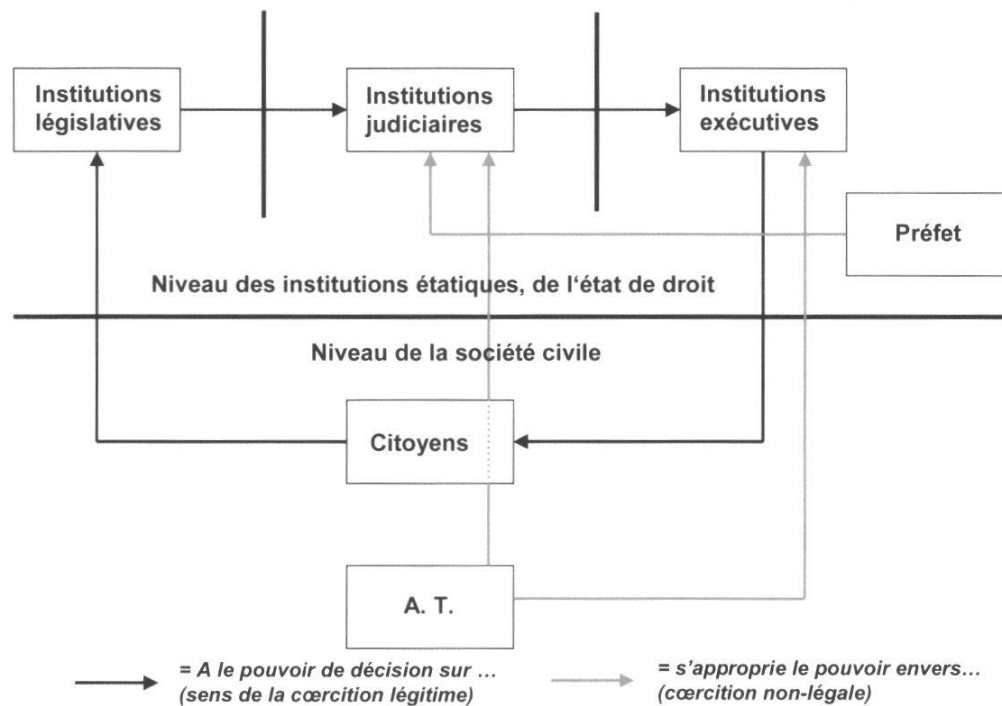 Institutions
législatives
Institutions
judiciaires
Institutions
exécutives
Préfet
Niveau des institutions étatiques, de l‘état de droit
Niveau de la société civile
Citoyens
A. T.
= A le pouvoir de décision sur …
(sens de la cœrcition légitime)
= s’approprie le pouvoir envers…
(cœrcition non-légale)